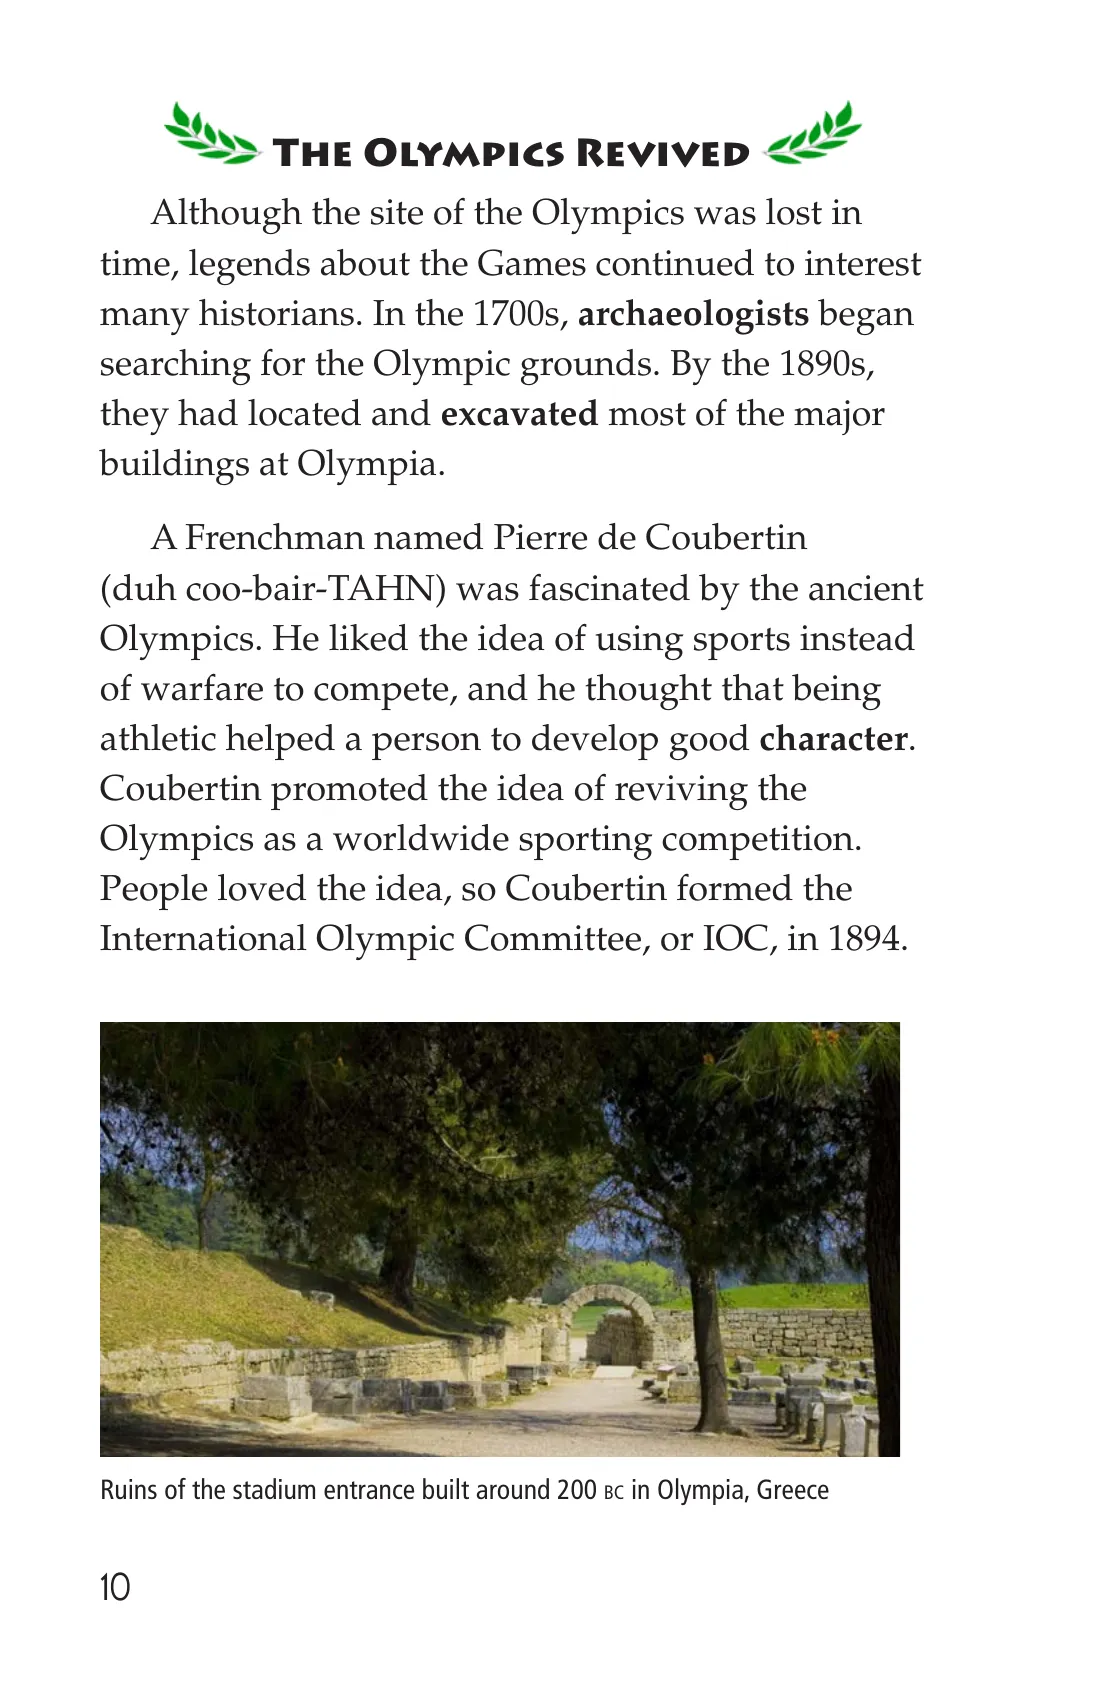 The Olympics Revived
Although the site of the Olympics was lost in
time, legends about the Games continued to interest
many historians. In the 1700s, archaeologists began
searching for the Olympic grounds. By the 1890s,
they had located and excavated most of the major
buildings at Olympia.
A Frenchman named Pierre de Coubertin
(duh coo-bair-TAHN) was fascinated by the ancient
Olympics. He liked the idea of using sports instead
of warfare to compete, and he thought that being
athletic helped a person to develop good character.
Coubertin promoted the idea of reviving the
Olympics as a worldwide sporting competition.
People loved the idea, so Coubertin formed the
International Olympic Committee, or IOC, in 1894.
Ruins of the stadium entrance built around 200 BC in Olympia, Greece
10